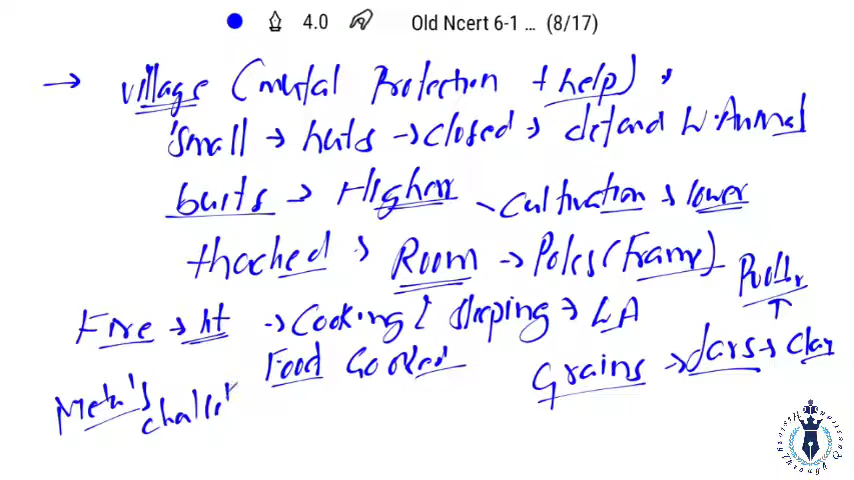 4.0 Old Ncert 6-1 ... (8/17)
→ village (mutal Protection + help),
small → huts → closed → defend W.Animal
→ Higher - Cultivation → lower
thached → Room → Poles (Frame)
Fire → ht → Cooking & Sleeping → LA
Food Cooked
Grains → Jars → Clay